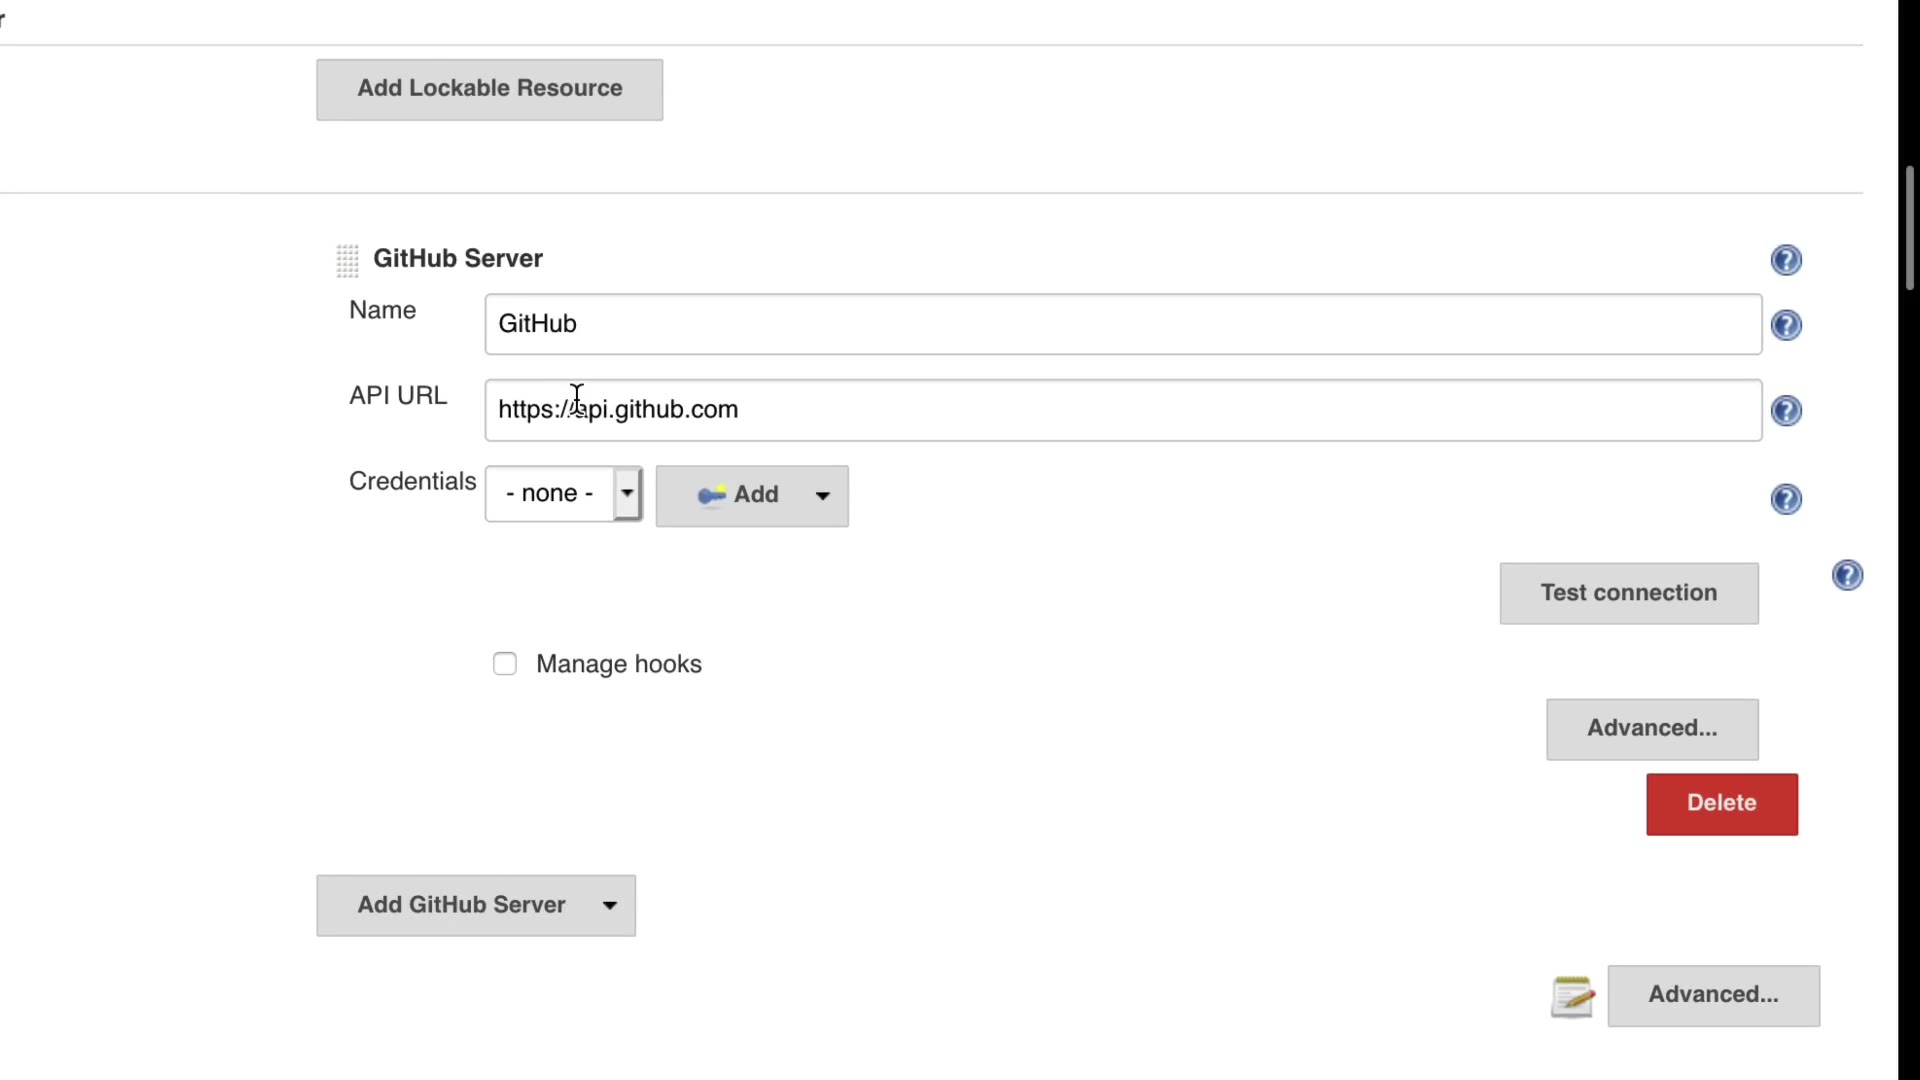 r
Add Lockable Resource
GitHub Server
Name
GitHub
API URL
https://api.github.com
Credentials
- none -
Add
Test connection
Manage hooks
Advanced...
Delete
Add GitHub Server
Advanced...